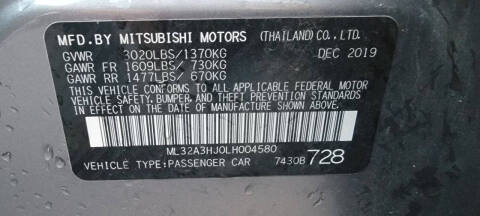 MFD.BY MITSUBISHI MOTORS (THAILAND) CO., LTD.
GVWR 3020LBS/1370KG DEC 2019
GAWR FR 1609LBS/ 730KG
GAWR RR 1477LBS/ 670KG
THIS VEHICLE CONFORMS TO ALL APPLICABLE FEDERAL MOTOR
VEHICLE SAFETY, BUMPER, AND THEFT PREVENTION STANDARDS
IN EFFECT ON THE DATE OF MANUFACTURE SHOWN ABOVE.
ML32A3HJ0LH004580
VEHICLE TYPE:PASSENGER CAR 7430B 728